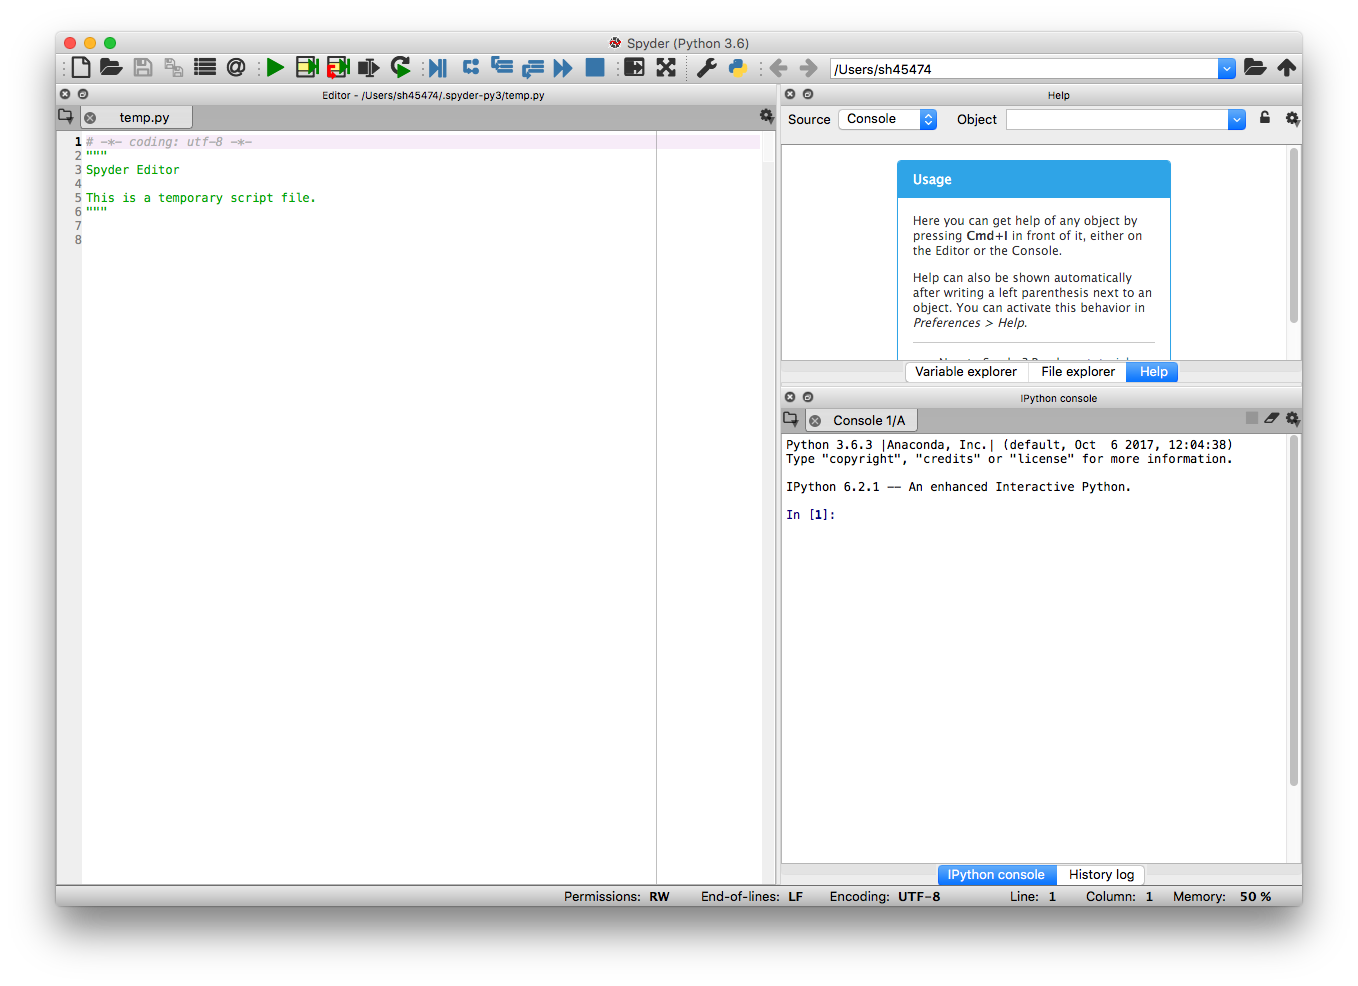 Spyder (Python 3.6)
/Users/sh45474
Editor - /Users/sh45474/.spyder-py3/temp.py
temp.py
1 # -*- coding: utf-8 -*-
2 """
3 Spyder Editor
4
5 This is a temporary script file.
6 """
7
8
Help
Source Console Object
Usage
Here you can get help of any object by
pressing Cmd+I in front of it, either on
the Editor or the Console.
Help can also be shown automatically
after writing a left parenthesis next to an
object. You can activate this behavior in
Preferences > Help.
Variable explorer File explorer Help
IPython console
Console 1/A
Python 3.6.3 |Anaconda, Inc.| (default, Oct  6 2017, 12:04:38)
Type "copyright", "credits" or "license" for more information.
IPython 6.2.1 -- An enhanced Interactive Python.
In [1]:
IPython console History log
Permissions: RW End-of-lines: LF Encoding: UTF-8 Line: 1 Column: 1 Memory: 50 %